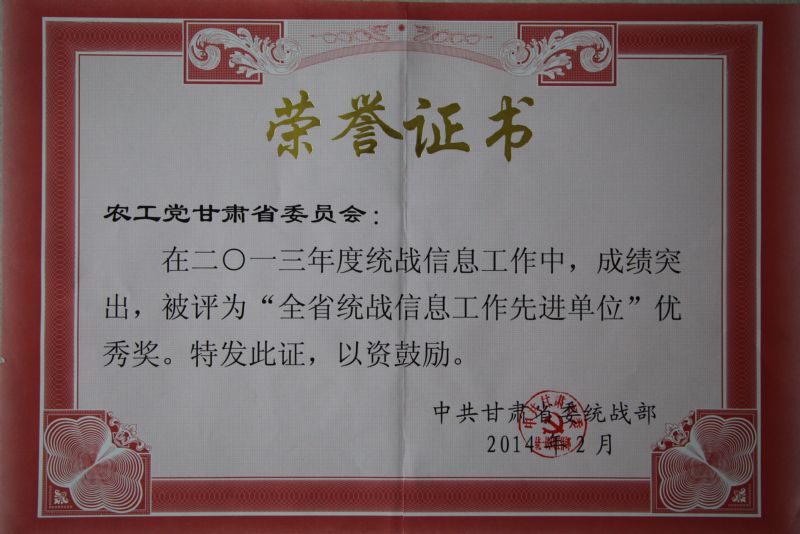 荣誉证书
农工党甘肃省委员会：
在二〇一三年度统战信息工作中，成绩突
出，被评为“全省统战信息工作先进单位”优
秀奖。特发此证，以资鼓励。
中共甘肃省委统战部
2014年2月